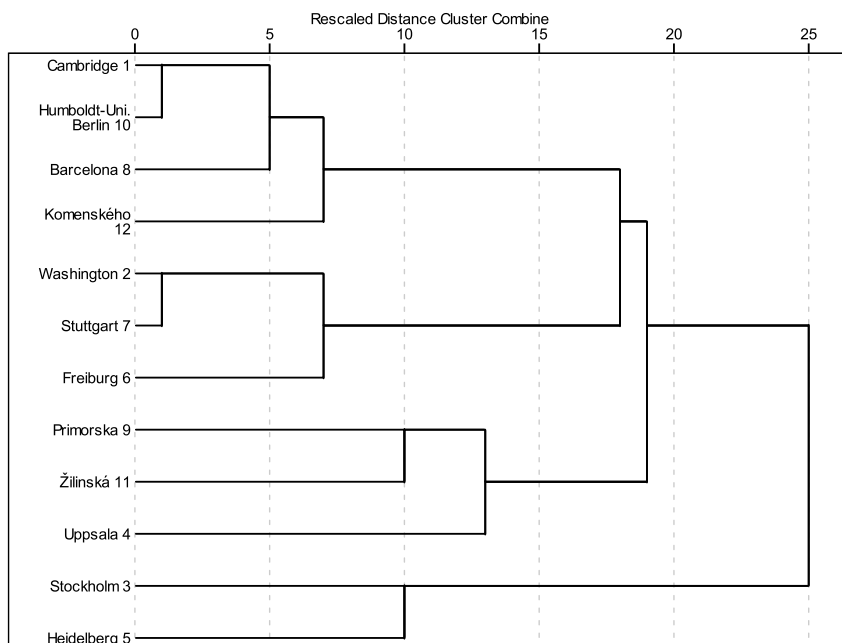 Rescaled Distance Cluster Combine
0 5 10 15 20 25
Cambridge 1
Humboldt-Uni.
Berlin 10
Barcelona 8
Komenského
12
Washington 2
Stuttgart 7
Freiburg 6
Primorska 9
Žilinská 11
Uppsala 4
Stockholm 3
Heidelberg 5